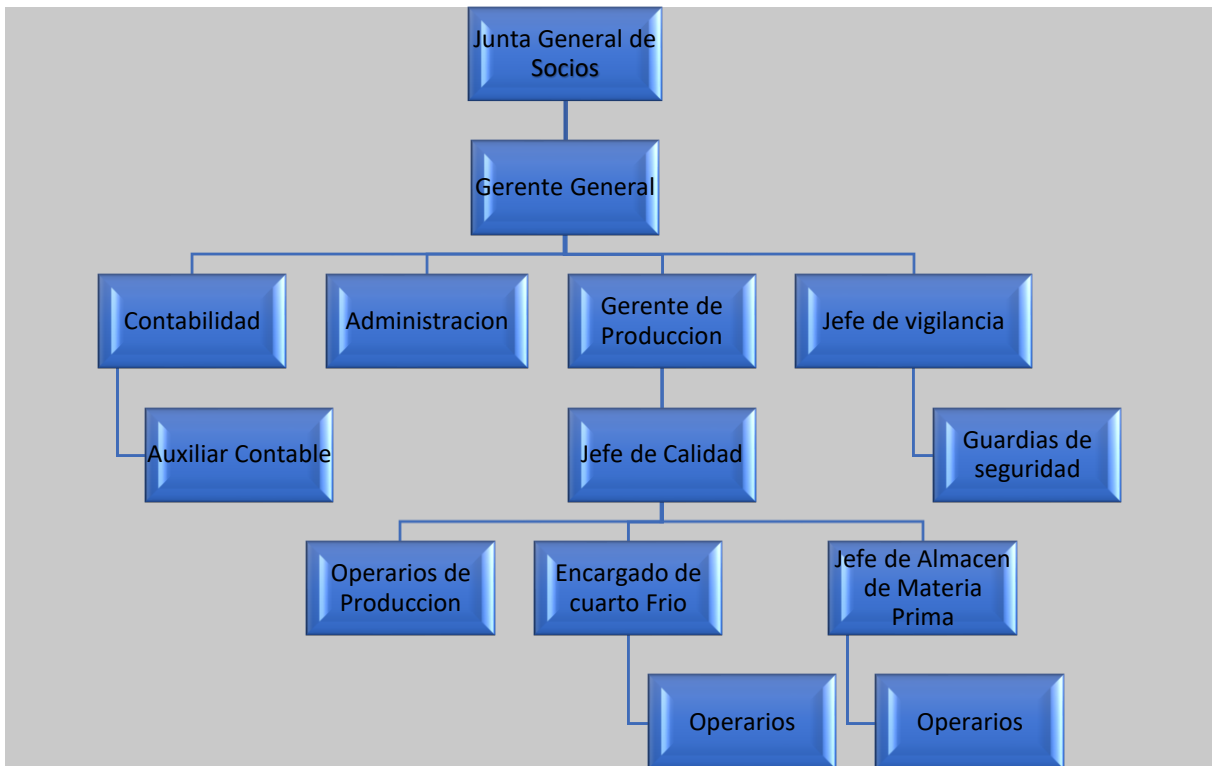 Junta General de
Socios
Gerente General
Contabilidad
Administracion
Gerente de
Produccion
Jefe de vigilancia
Auxiliar Contable
Jefe de Calidad
Guardias de
seguridad
Operarios de
Produccion
Encargado de
cuarto Frio
Jefe de Almacen
de Materia
Prima
Operarios
Operarios